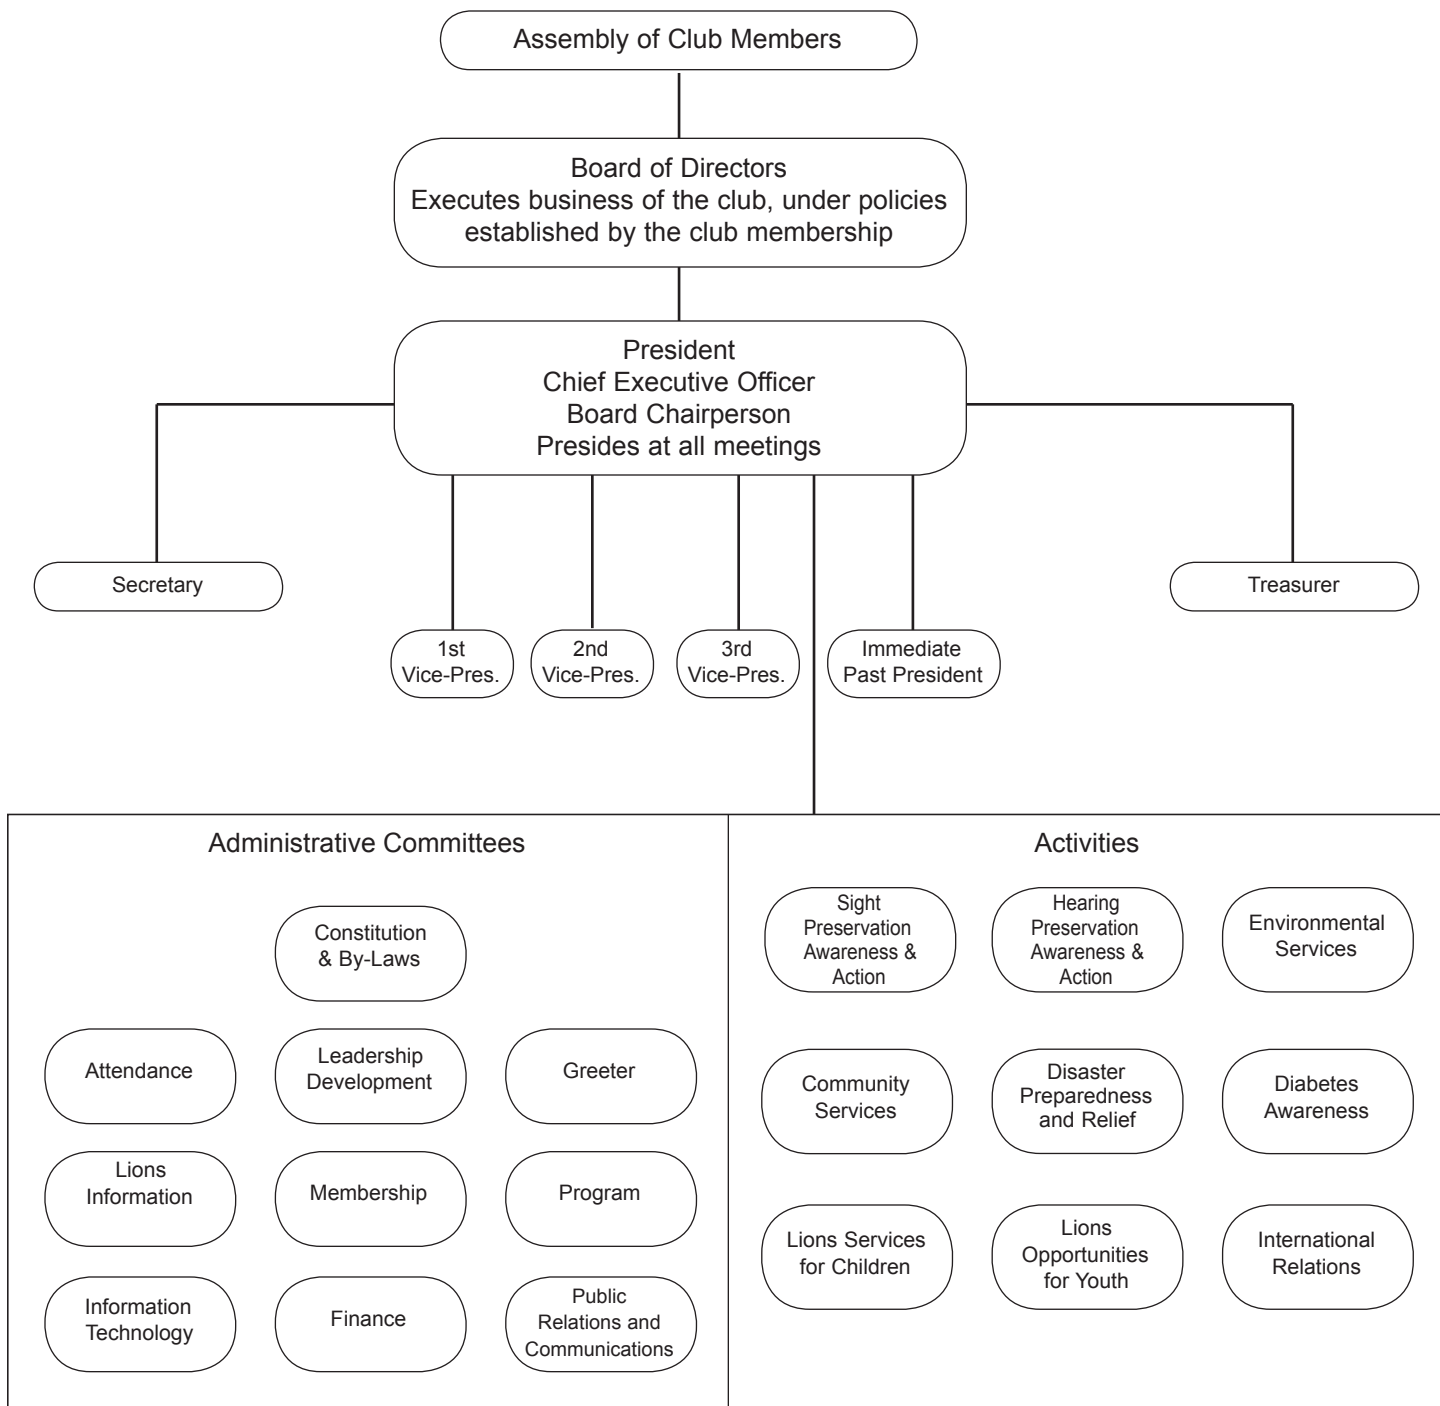 Assembly of Club Members
Board of Directors
Executes business of the club, under policies
established by the club membership
President
Chief Executive Officer
Board Chairperson
Presides at all meetings
Secretary
Treasurer
1st
Vice-Pres.
2nd
Vice-Pres.
3rd
Vice-Pres.
Immediate
Past President
Administrative Committees
Constitution
& By-Laws
Attendance
Leadership
Development
Greeter
Lions
Information
Membership
Program
Information
Technology
Finance
Public
Relations and
Communications
Activities
Sight
Preservation
Awareness &
Action
Hearing
Preservation
Awareness &
Action
Environmental
Services
Community
Services
Disaster
Preparedness
and Relief
Diabetes
Awareness
Lions Services
for Children
Lions
Opportunities
for Youth
International
Relations